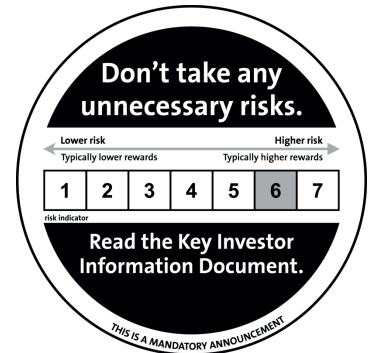 Don't take any
unnecessary risks.
Lower risk Higher risk
Typically lower rewards Typically higher rewards
1 2 3 4 5 6 7
risk indicator
Read the Key Investor
Information Document.
THIS IS A MANDATORY ANNOUNCEMENT